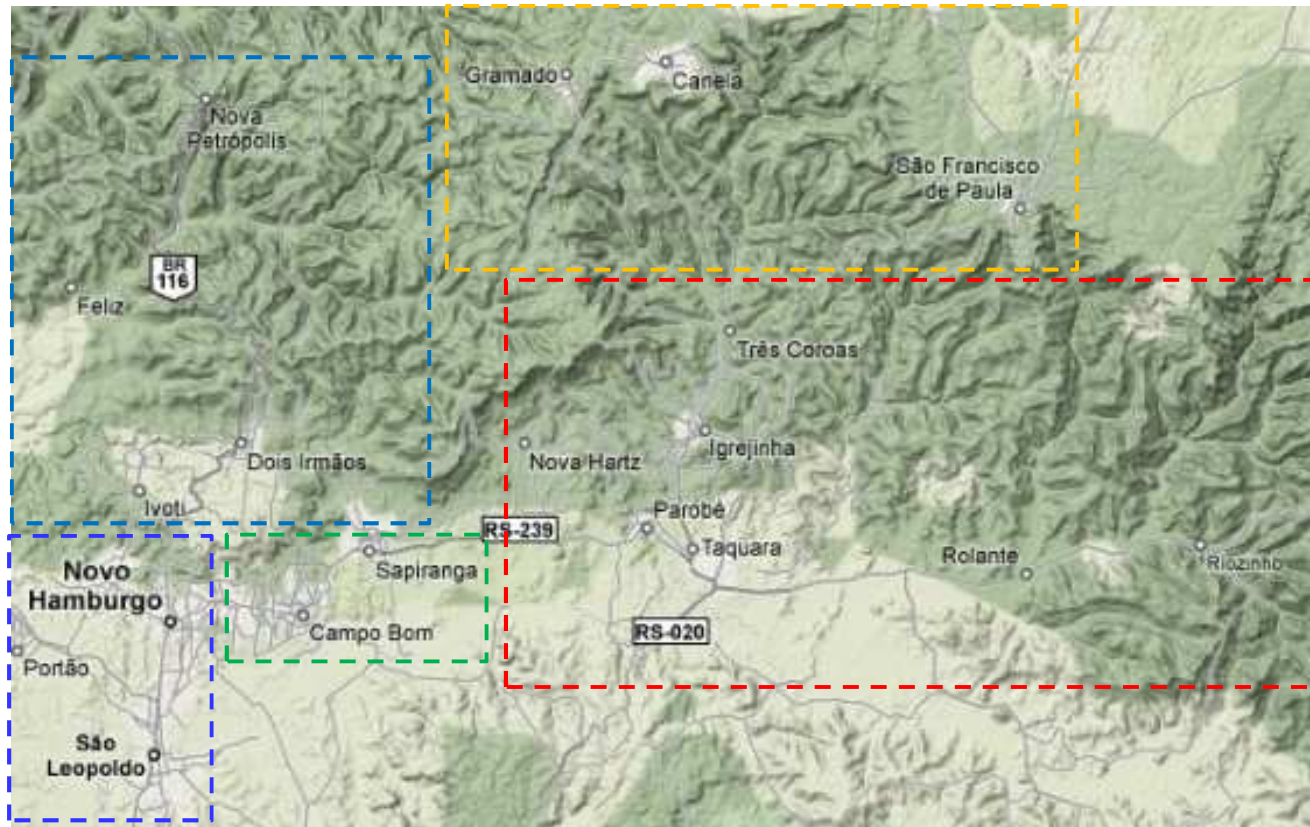 Gramado
Canela
Nova
Petrópolis
São Francisco
de Paula
BR
116
Feliz
Três Coroas
Igrejinha
Dois Irmãos
Nova Hartz
Ivoti
Parobé
RS-239
Taquara
Sapiranga
Rolante
Riozinho
Novo
Hamburgo
Campo Bom
RS-020
Portão
São
Leopoldo